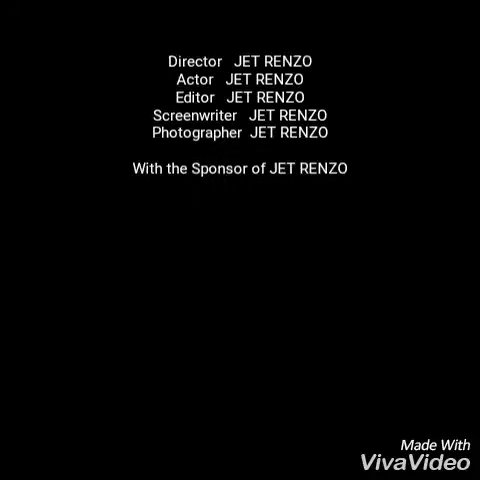 Director JET RENZO
Actor JET RENZO
Editor JET RENZO
Screenwriter JET RENZO
Photographer JET RENZO
With the Sponsor of JET RENZO
Made With
VivaVideo